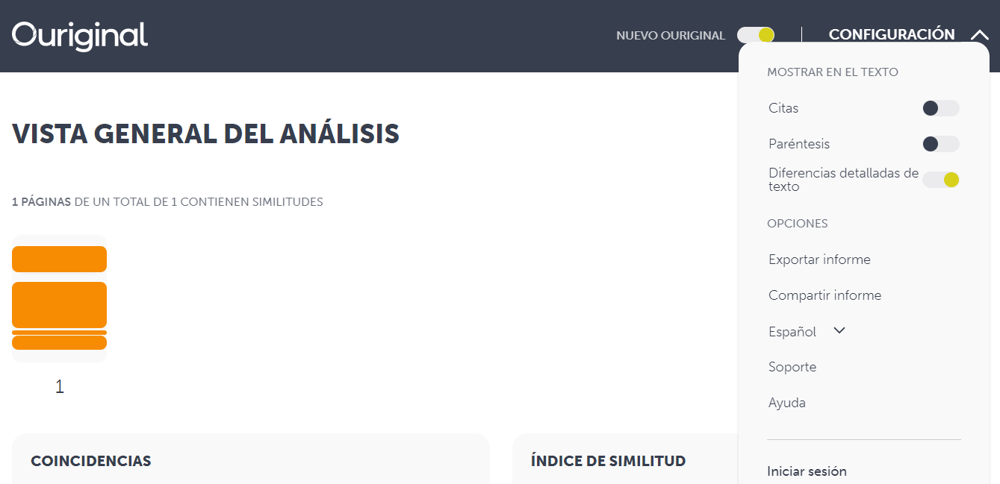 Ouriginal
NUEVO OURIGINAL
CONFIGURACIÓN
MOSTRAR EN EL TEXTO
Citas
Paréntesis
Diferencias detalladas de
texto
OPCIONES
Exportar informe
Compartir informe
Español
Soporte
Ayuda
Iniciar sesión
VISTA GENERAL DEL ANÁLISIS
1 PÁGINAS DE UN TOTAL DE 1 CONTIENEN SIMILITUDES
1
COINCIDENCIAS
ÍNDICE DE SIMILITUD